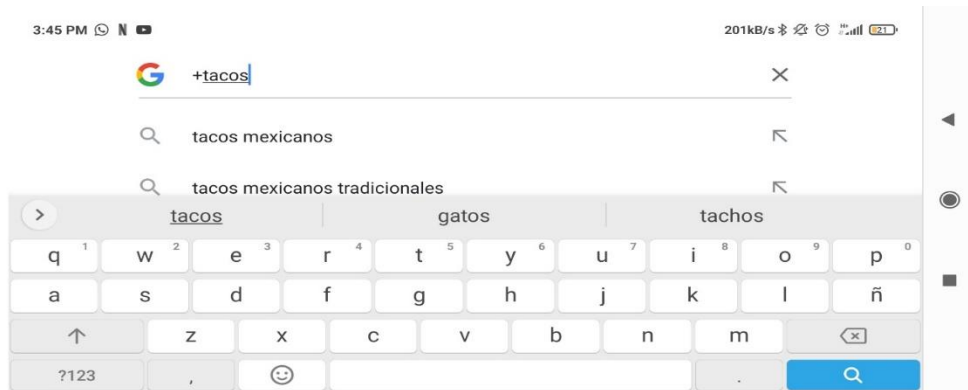 3:45 PM N 201kB/s 21
+tacos
tacos mexicanos
tacos mexicanos tradicionales
tacos gatos tachos
q 1 w 2 e 3 r 4 t 5 y 6 u 7 i 8 o 9 p 0
a s d f g h j k l ñ
z x c v b n m
?123 , .